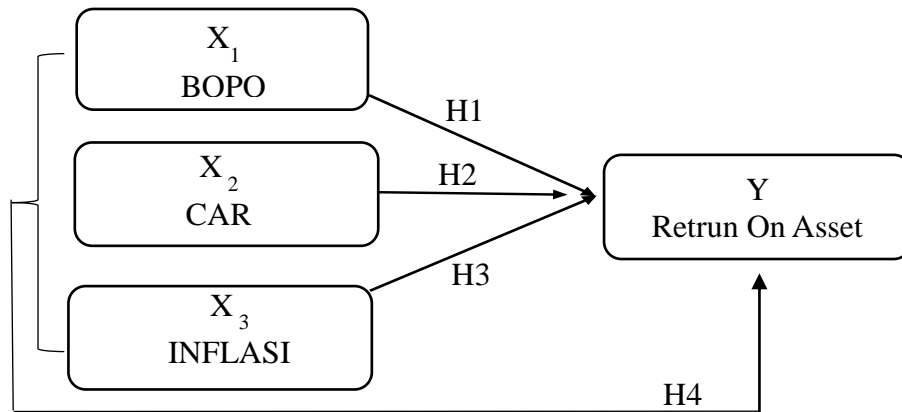 X1
BOPO
H1
X2
CAR
H2
Y
Retrun On Asset
H3
X3
INFLASI
H4